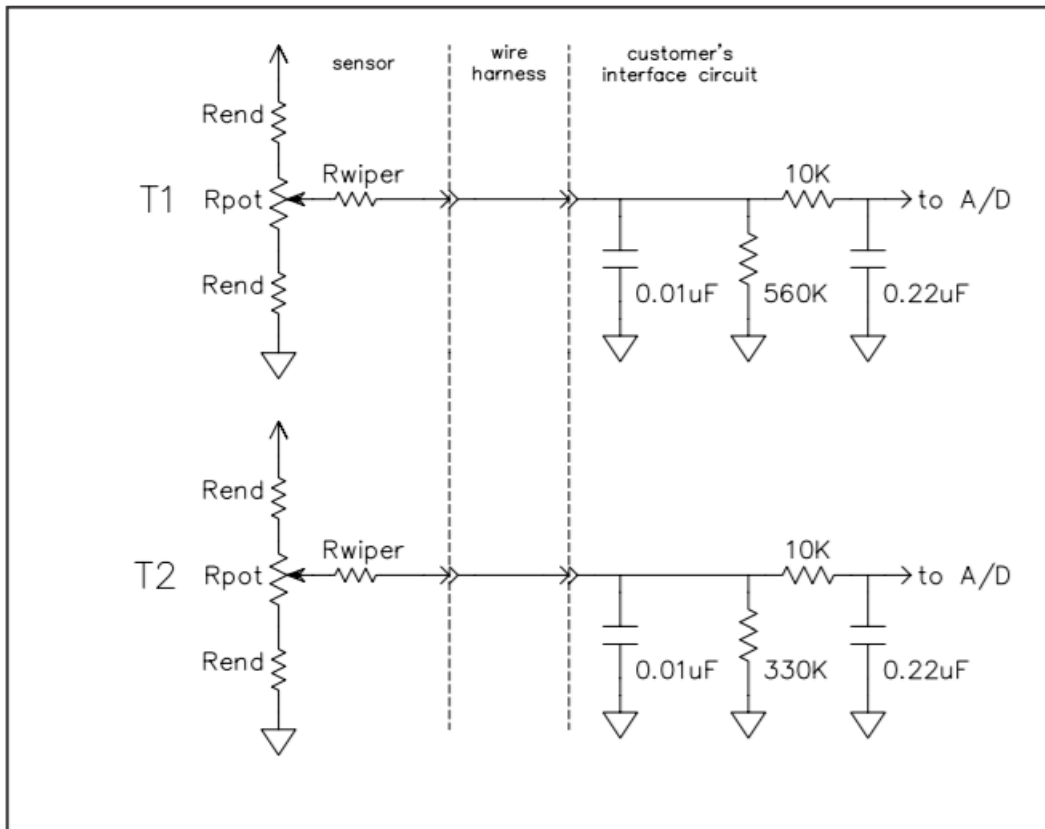 sensor
wire
harness
customer's
interface circuit
Rend
T1
Rpot
Rwiper
10K
to A/D
Rend
0.01uF
560K
0.22uF
Rend
T2
Rpot
Rwiper
10K
to A/D
Rend
0.01uF
330K
0.22uF